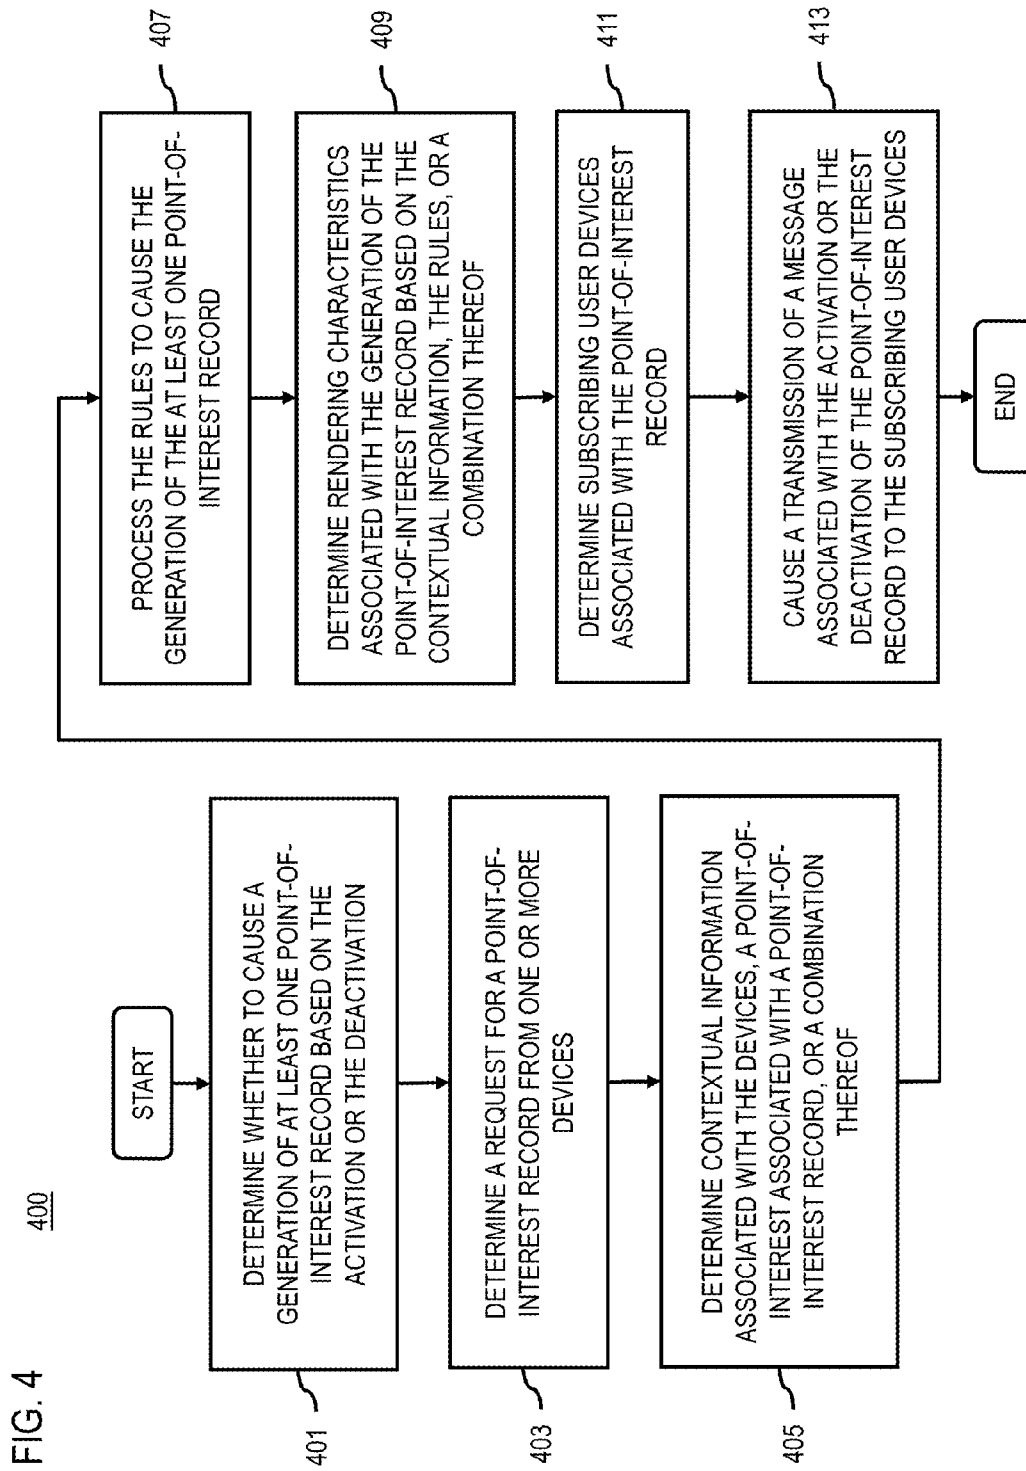 FIG. 4
400
START
DETERMINE WHETHER TO CAUSE A
GENERATION OF AT LEAST ONE POINT-OF-
INTEREST RECORD BASED ON THE
ACTIVATION OR THE DEACTIVATION
401
DETERMINE A REQUEST FOR A POINT-OF-
INTEREST RECORD FROM ONE OR MORE
DEVICES
403
DETERMINE CONTEXTUAL INFORMATION
ASSOCIATED WITH THE DEVICES, A POINT-OF-
INTEREST ASSOCIATED WITH A POINT-OF-
INTEREST RECORD, OR A COMBINATION
THEREOF
405
PROCESS THE RULES TO CAUSE THE
GENERATION OF THE AT LEAST ONE POINT-OF-
INTEREST RECORD
407
DETERMINE RENDERING CHARACTERISTICS
ASSOCIATED WITH THE GENERATION OF THE
POINT-OF-INTEREST RECORD BASED ON THE
CONTEXTUAL INFORMATION, THE RULES, OR A
COMBINATION THEREOF
409
DETERMINE SUBSCRIBING USER DEVICES
ASSOCIATED WITH THE POINT-OF-INTEREST
RECORD
411
CAUSE A TRANSMISSION OF A MESSAGE
ASSOCIATED WITH THE ACTIVATION OR THE
DEACTIVATION OF THE POINT-OF-INTEREST
RECORD TO THE SUBSCRIBING USER DEVICES
413
END